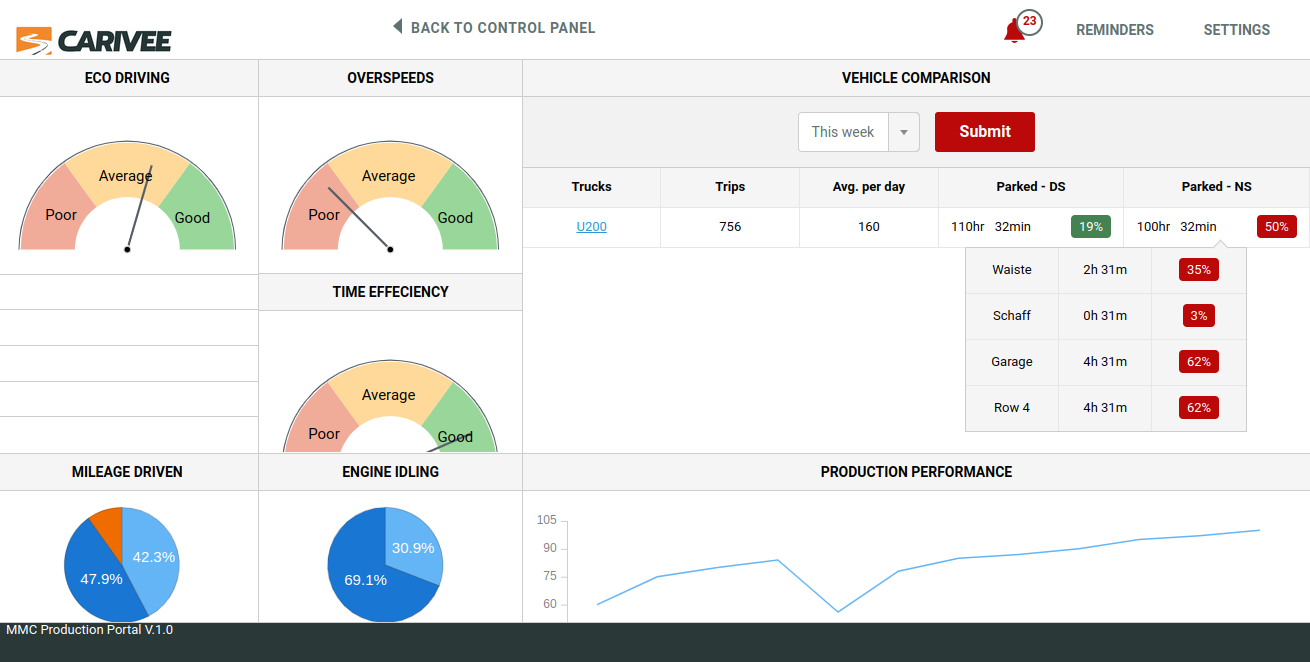 CARIVEE
BACK TO CONTROL PANEL
23
REMINDERS
SETTINGS
ECO DRIVING
OVERSPEEDS
VEHICLE COMPARISON
This week
Submit
Average
Poor
Good
Average
Poor
Good
Trucks Trips Avg. per day Parked - DS Parked - NS
U200 756 160 110hr 32min 19% 100hr 32min 50%
Waiste 2h 31m 35%
Schaff 0h 31m 3%
Garage 4h 31m 62%
Row 4 4h 31m 62%
TIME EFFECIENCY
Average
Poor
Good
MILEAGE DRIVEN
ENGINE IDLING
PRODUCTION PERFORMANCE
42.3%
47.9%
30.9%
69.1%
105
90
75
60
MMC Production Portal V.1.0